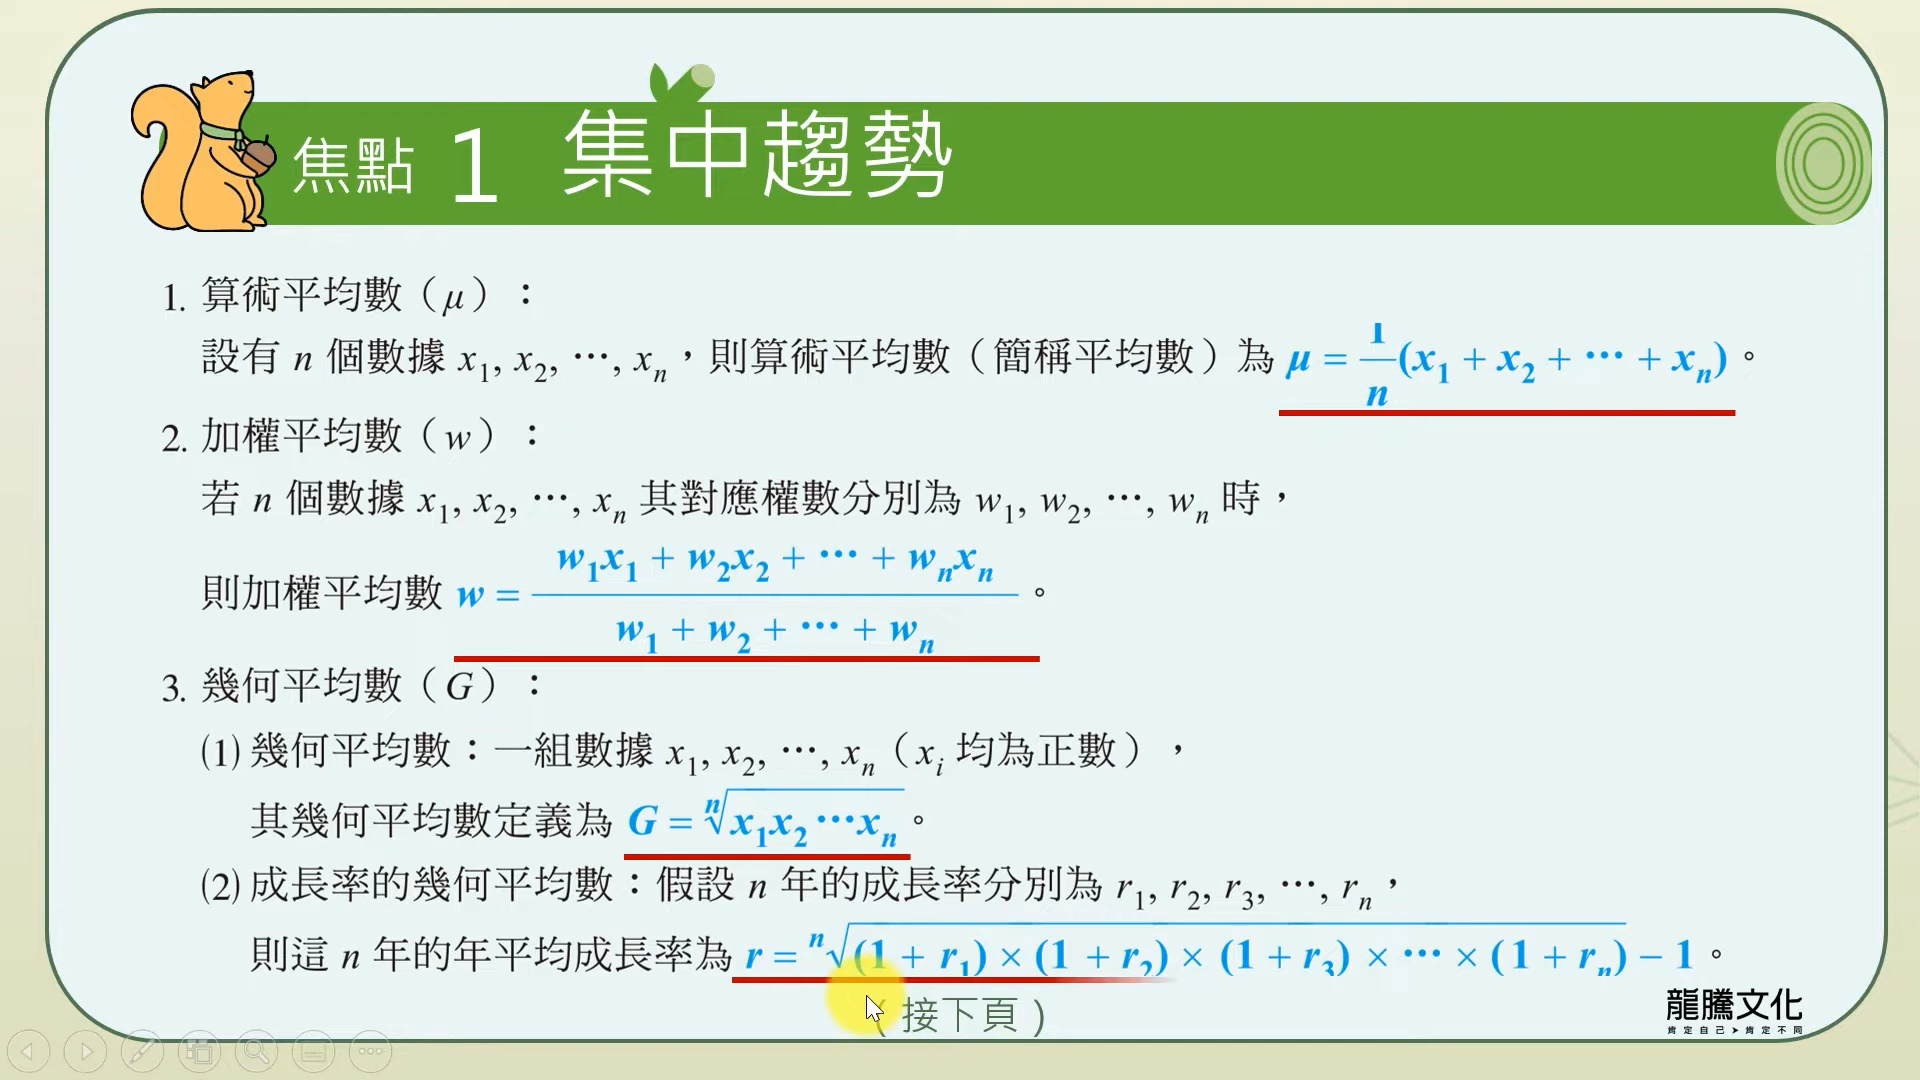 焦點 1 集中趨勢
1. 算術平均數（μ）：
設有 n 個數據 x₁, x₂, ⋯, xₙ，則算術平均數（簡稱平均數）為 μ = 1/n (x₁ + x₂ + ⋯ + xₙ)。
2. 加權平均數（w）：
若 n 個數據 x₁, x₂, ⋯, xₙ 其對應權數分別為 w₁, w₂, ⋯, wₙ 時，
則加權平均數 w = (w₁x₁ + w₂x₂ + ⋯ + wₙxₙ) / (w₁ + w₂ + ⋯ + wₙ)。
3. 幾何平均數（G）：
(1) 幾何平均數：一組數據 x₁, x₂, ⋯, xₙ（xᵢ 均為正數），
其幾何平均數定義為 G = ⁿ√(x₁x₂⋯xₙ)。
(2) 成長率的幾何平均數：假設 n 年的成長率分別為 r₁, r₂, r₃, ⋯, rₙ，
則這 n 年的年平均成長率為 r = ⁿ√((1 + r₁) × (1 + r₂) × (1 + r₃) × ⋯ × (1 + rₙ)) − 1。
（接下頁）
龍騰文化
肯定自己➤肯定不同